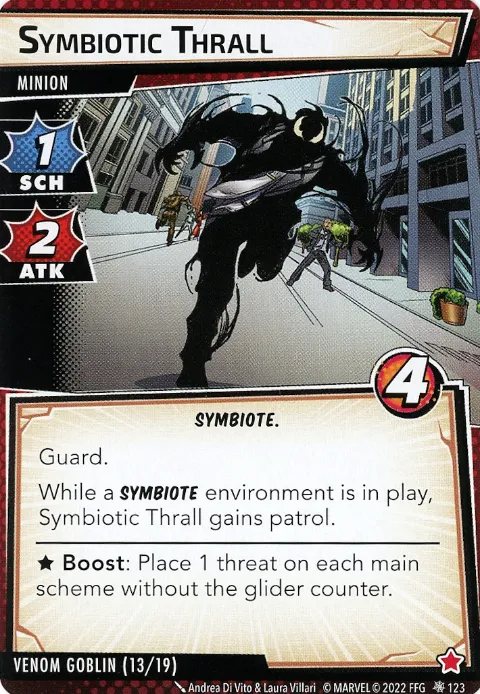 SYMBIOTIC THRALL
MINION
1
SCH
2
ATK
4
SYMBIOTE.
Guard.
While a SYMBIOTE environment is in play,
Symbiotic Thrall gains patrol.
★ Boost: Place 1 threat on each main
scheme without the glider counter.
VENOM GOBLIN (13/19)
Andrea Di Vito & Laura Villari © MARVEL © 2022 FFG 123